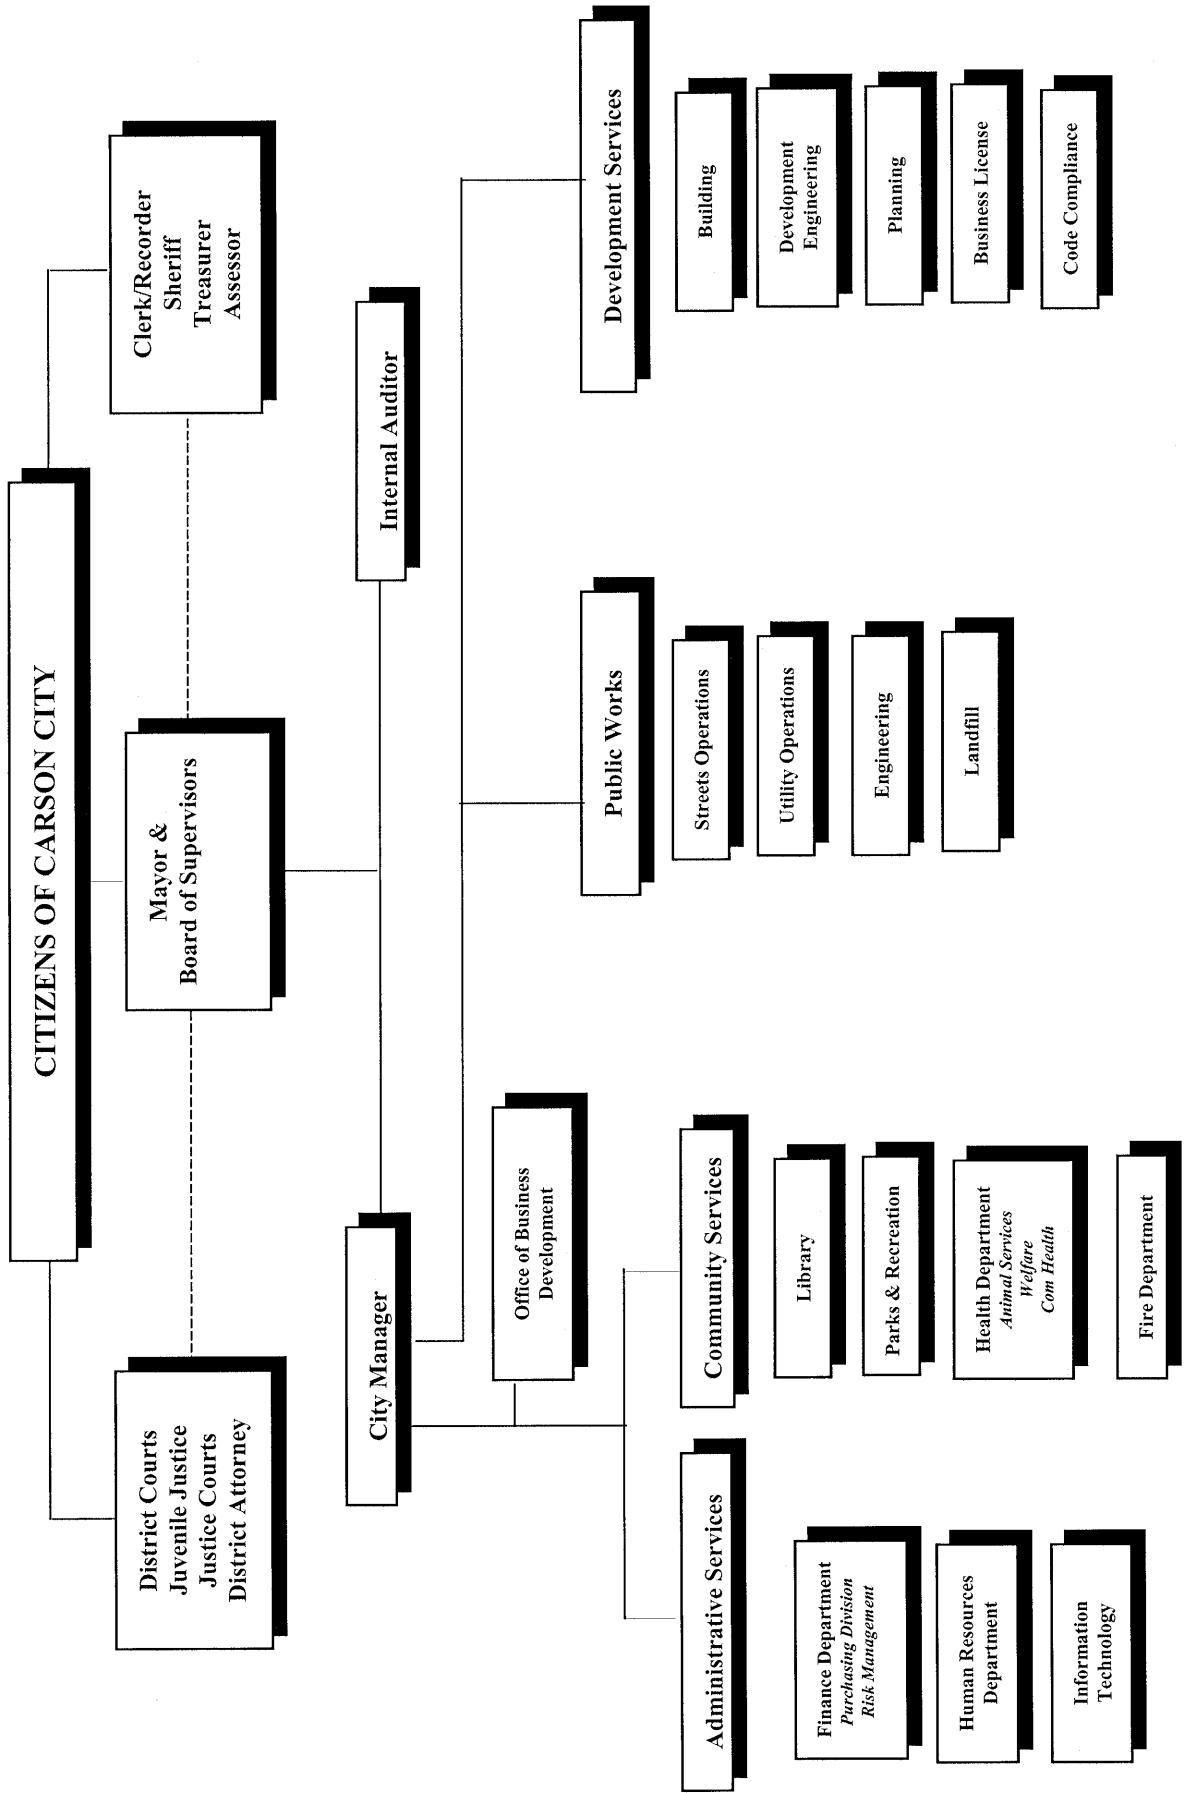 CITIZENS OF CARSON CITY
District Courts
Juvenile Justice
Justice Courts
District Attorney
Mayor &
Board of Supervisors
Clerk/Recorder
Sheriff
Treasurer
Assessor
City Manager
Internal Auditor
Office of Business
Development
Administrative Services
Finance Department
Purchasing Division
Risk Management
Human Resources
Department
Information
Technology
Community Services
Library
Parks & Recreation
Health Department
Animal Services
Welfare
Com Health
Fire Department
Public Works
Streets Operations
Utility Operations
Engineering
Landfill
Development Services
Building
Development
Engineering
Planning
Business License
Code Compliance